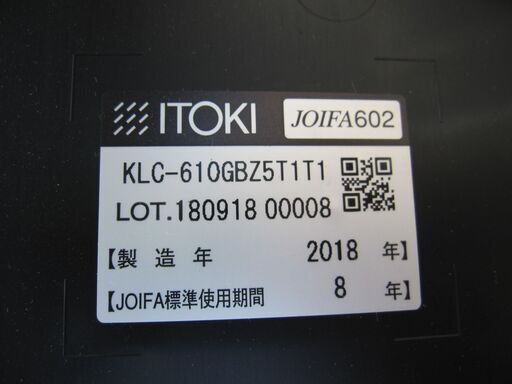 ITOKI JOIFA602
KLC-610GBZ5T1T1
LOT.180918 00008
【製造年 2018 年】
【JOIFA標準使用期間 8 年】